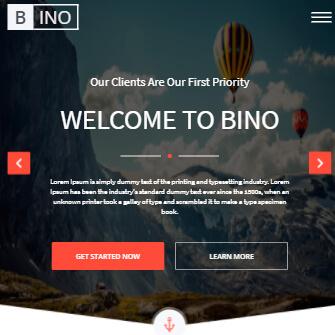 B INO
Our Clients Are Our First Priority
WELCOME TO BINO
Lorem Ipsum is simply dummy text of the printing and typesetting industry. Lorem
Ipsum has been the industry's standard dummy text ever since the 1500s, when an
unknown printer took a galley of type and scrambled it to make a type specimen
book.
GET STARTED NOW
LEARN MORE